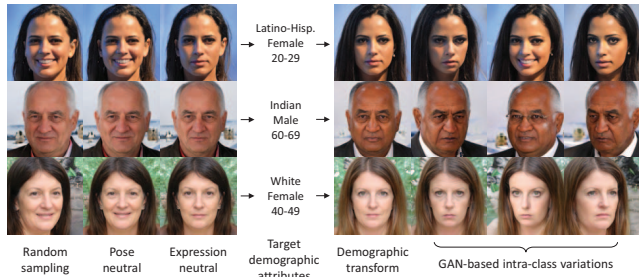 Latino-Hisp.
Female
20-29
Indian
Male
60-69
White
Female
40-49
Random
sampling
Pose
neutral
Expression
neutral
Target
demographic
attributes
Demographic
transform
GAN-based intra-class variations